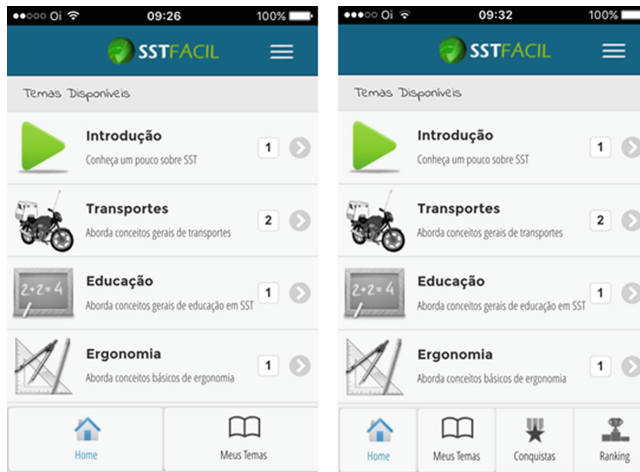 Oi 09:26 100%
SSTFACIL
Temas Disponíveis
Introdução
Conheça um pouco sobre SST
1
Transportes
Aborda conceitos gerais de transportes
2
2+2=4
Educação
Aborda conceitos gerais de educação em SST
1
Ergonomia
Aborda conceitos básicos de ergonomia
1
Home
Meus Temas
Oi 09:32 100%
SSTFACIL
Temas Disponíveis
Introdução
Conheça um pouco sobre SST
1
Transportes
Aborda conceitos gerais de transportes
2
2+2=4
Educação
Aborda conceitos gerais de educação em SST
1
Ergonomia
Aborda conceitos básicos de ergonomia
1
Home
Meus Temas
Conquistas
Ranking